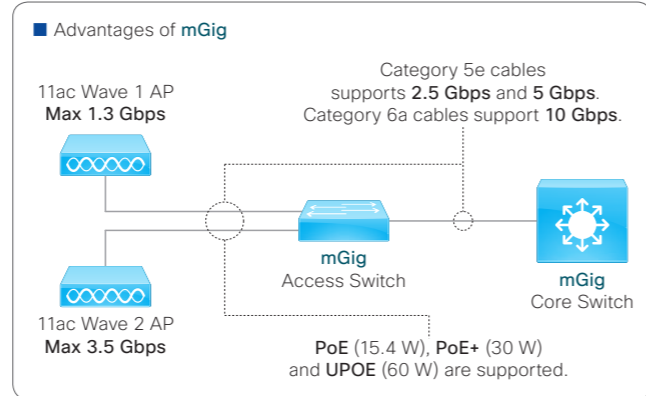 ■ Advantages of mGig
11ac Wave 1 AP
Max 1.3 Gbps
Category 5e cables
supports 2.5 Gbps and 5 Gbps.
Category 6a cables support 10 Gbps.
mGig
Access Switch
mGig
Core Switch
11ac Wave 2 AP
Max 3.5 Gbps
PoE (15.4 W), PoE+ (30 W)
and UPOE (60 W) are supported.